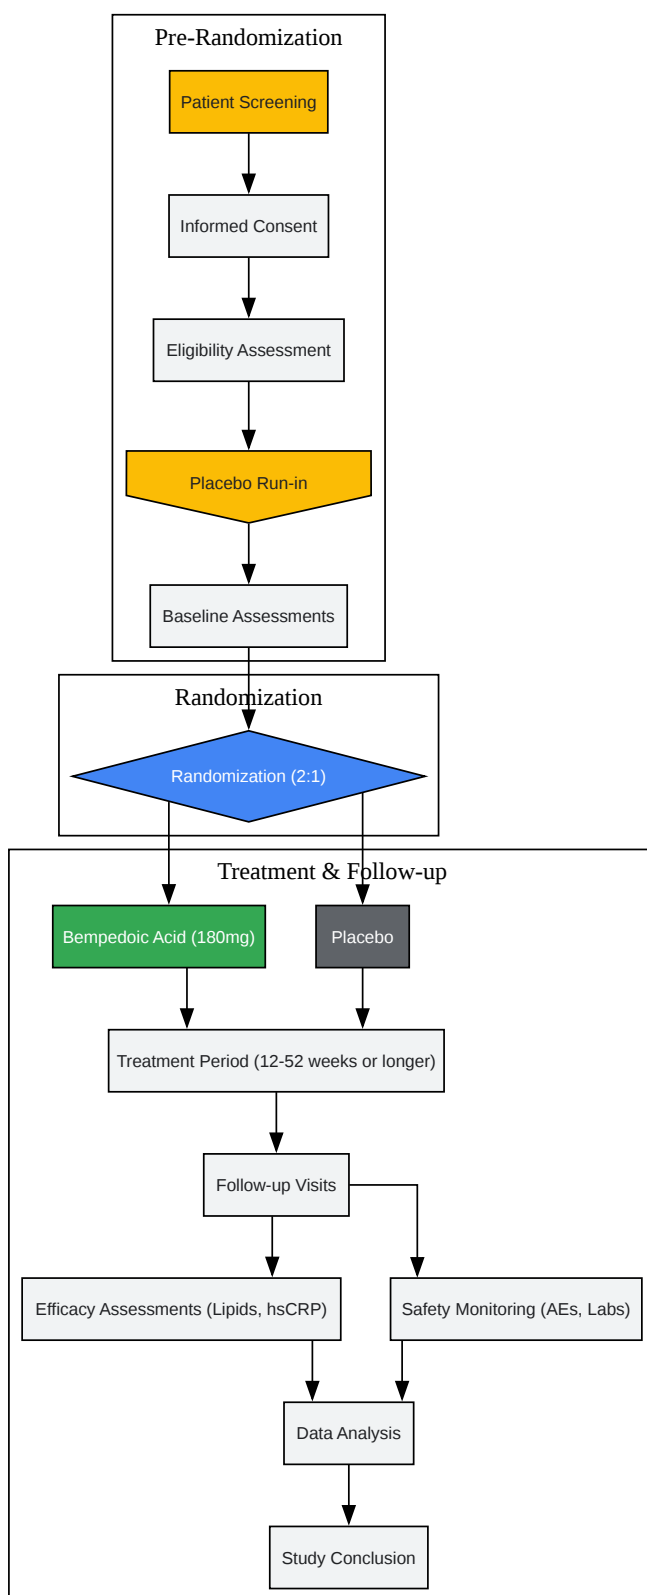 Pre-Randomization
Patient Screening
Informed Consent
Eligibility Assessment
Placebo Run-in
Baseline Assessments
Randomization
Randomization (2:1)
Treatment & Follow-up
Bempedoic Acid (180mg)
Placebo
Treatment Period (12-52 weeks or longer)
Follow-up Visits
Efficacy Assessments (Lipids, hsCRP)
Safety Monitoring (AEs, Labs)
Data Analysis
Study Conclusion